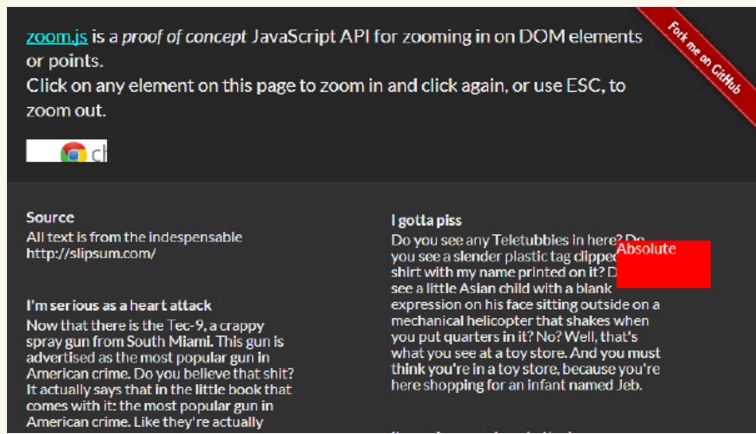 zoom.js is a proof of concept JavaScript API for zooming in on DOM elements
or points.
Click on any element on this page to zoom in and click again, or use ESC, to
zoom out.
Fork me on GitHub
Source
All text is from the indespensable
http://slipsum.com/
I'm serious as a heart attack
Now that there is the Tec-9, a crappy
spray gun from South Miami. This gun is
advertised as the most popular gun in
American crime. Do you believe that shit?
It actually says that in the little book that
comes with it: the most popular gun in
American crime. Like they're actually
I gotta piss
Do you see any Teletubbies in here? Do
you see a slender plastic tag clipped
shirt with my name printed on it?
see a little Asian child with a blank
expression on his face sitting outside on a
mechanical helicopter that shakes when
you put quarters in it? No? Well, that's
what you see at a toy store. And you must
think you're in a toy store, because you're
here shopping for an infant named Jeb.
Absolute